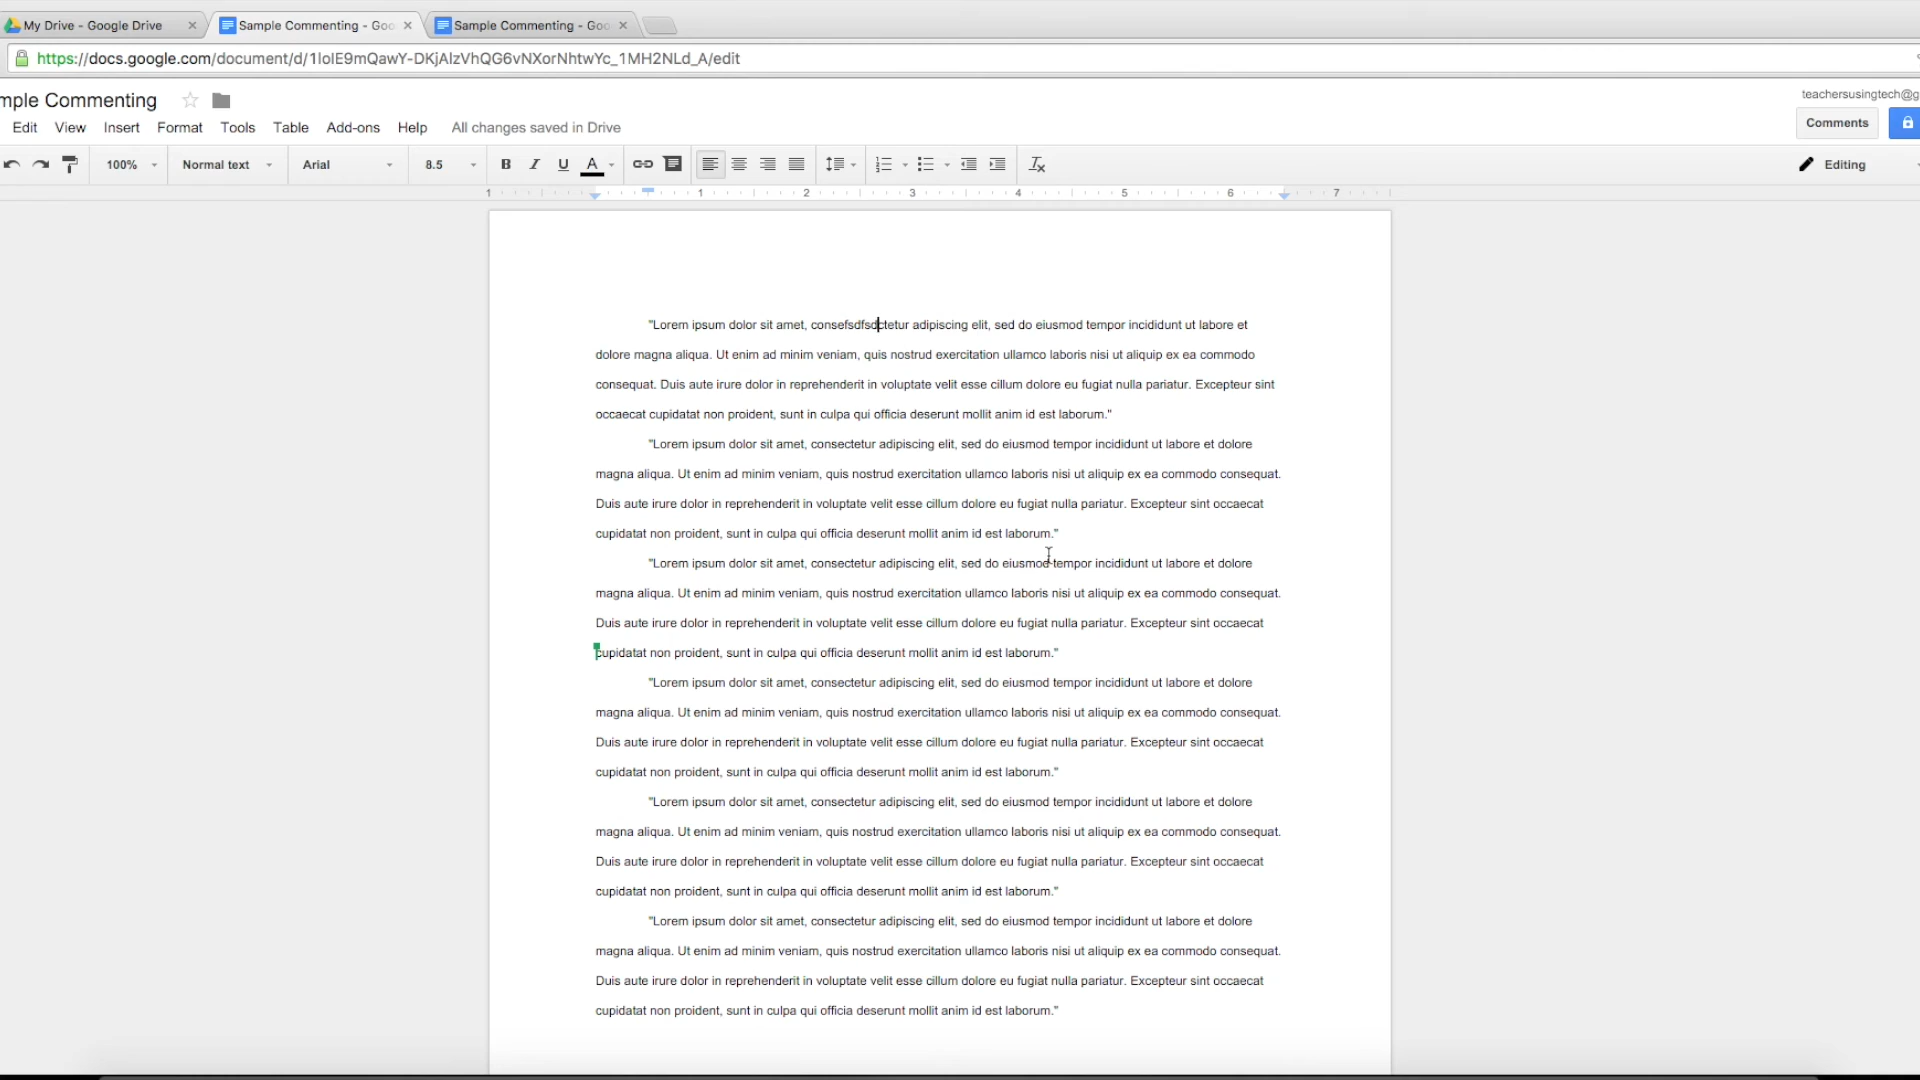 My Drive - Google Drive
Sample Commenting - Goo
Sample Commenting - Goo
https://docs.google.com/document/d/1IoIE9mQawY-DKjAIzVhQG6vNXorNhtwYc_1MH2NLd_A/edit
mple Commenting
teachersusingtech@g
Edit View Insert Format Tools Table Add-ons Help All changes saved in Drive
Comments
100% Normal text Arial 8.5 B I U A Editing
1 1 2 3 4 5 6 7
"Lorem ipsum dolor sit amet, consefsdfsdctetur adipiscing elit, sed do eiusmod tempor incididunt ut labore et
dolore magna aliqua. Ut enim ad minim veniam, quis nostrud exercitation ullamco laboris nisi ut aliquip ex ea commodo
consequat. Duis aute irure dolor in reprehenderit in voluptate velit esse cillum dolore eu fugiat nulla pariatur. Excepteur sint
occaecat cupidatat non proident, sunt in culpa qui officia deserunt mollit anim id est laborum."
"Lorem ipsum dolor sit amet, consectetur adipiscing elit, sed do eiusmod tempor incididunt ut labore et dolore
magna aliqua. Ut enim ad minim veniam, quis nostrud exercitation ullamco laboris nisi ut aliquip ex ea commodo consequat.
Duis aute irure dolor in reprehenderit in voluptate velit esse cillum dolore eu fugiat nulla pariatur. Excepteur sint occaecat
cupidatat non proident, sunt in culpa qui officia deserunt mollit anim id est laborum."
"Lorem ipsum dolor sit amet, consectetur adipiscing elit, sed do eiusmod tempor incididunt ut labore et dolore
magna aliqua. Ut enim ad minim veniam, quis nostrud exercitation ullamco laboris nisi ut aliquip ex ea commodo consequat.
Duis aute irure dolor in reprehenderit in voluptate velit esse cillum dolore eu fugiat nulla pariatur. Excepteur sint occaecat
cupidatat non proident, sunt in culpa qui officia deserunt mollit anim id est laborum."
"Lorem ipsum dolor sit amet, consectetur adipiscing elit, sed do eiusmod tempor incididunt ut labore et dolore
magna aliqua. Ut enim ad minim veniam, quis nostrud exercitation ullamco laboris nisi ut aliquip ex ea commodo consequat.
Duis aute irure dolor in reprehenderit in voluptate velit esse cillum dolore eu fugiat nulla pariatur. Excepteur sint occaecat
cupidatat non proident, sunt in culpa qui officia deserunt mollit anim id est laborum."
"Lorem ipsum dolor sit amet, consectetur adipiscing elit, sed do eiusmod tempor incididunt ut labore et dolore
magna aliqua. Ut enim ad minim veniam, quis nostrud exercitation ullamco laboris nisi ut aliquip ex ea commodo consequat.
Duis aute irure dolor in reprehenderit in voluptate velit esse cillum dolore eu fugiat nulla pariatur. Excepteur sint occaecat
cupidatat non proident, sunt in culpa qui officia deserunt mollit anim id est laborum."
"Lorem ipsum dolor sit amet, consectetur adipiscing elit, sed do eiusmod tempor incididunt ut labore et dolore
magna aliqua. Ut enim ad minim veniam, quis nostrud exercitation ullamco laboris nisi ut aliquip ex ea commodo consequat.
Duis aute irure dolor in reprehenderit in voluptate velit esse cillum dolore eu fugiat nulla pariatur. Excepteur sint occaecat
cupidatat non proident, sunt in culpa qui officia deserunt mollit anim id est laborum."